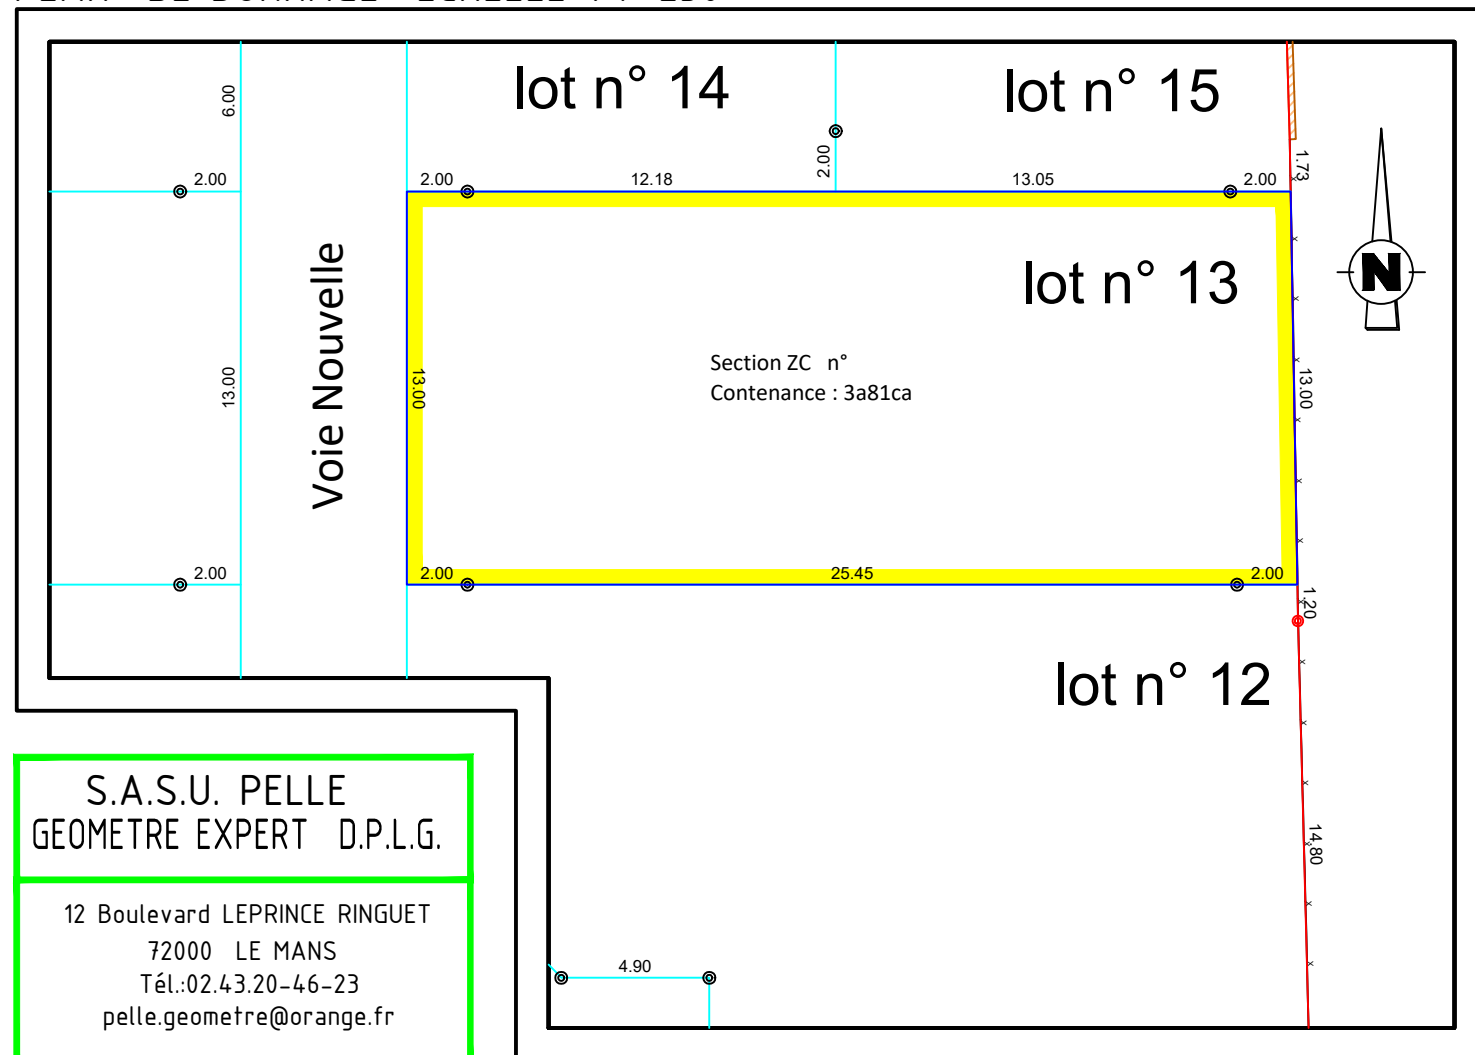 lot n° 14
lot n° 15
6.00
2.00
1.73
2.00
2.00
12.18
13.05
2.00
lot n° 13
N
Voie Nouvelle
Section ZC n°
Contenance : 3a81ca
13.00
13.00
13.00
2.00
2.00
25.45
2.00
1.20
lot n° 12
S.A.S.U. PELLE
GEOMETRE EXPERT D.P.L.G.
14.80
12 Boulevard LEPRINCE RINGUET
72000 LE MANS
Tél.:02.43.20-46-23
pelle.geometre@orange.fr
4.90